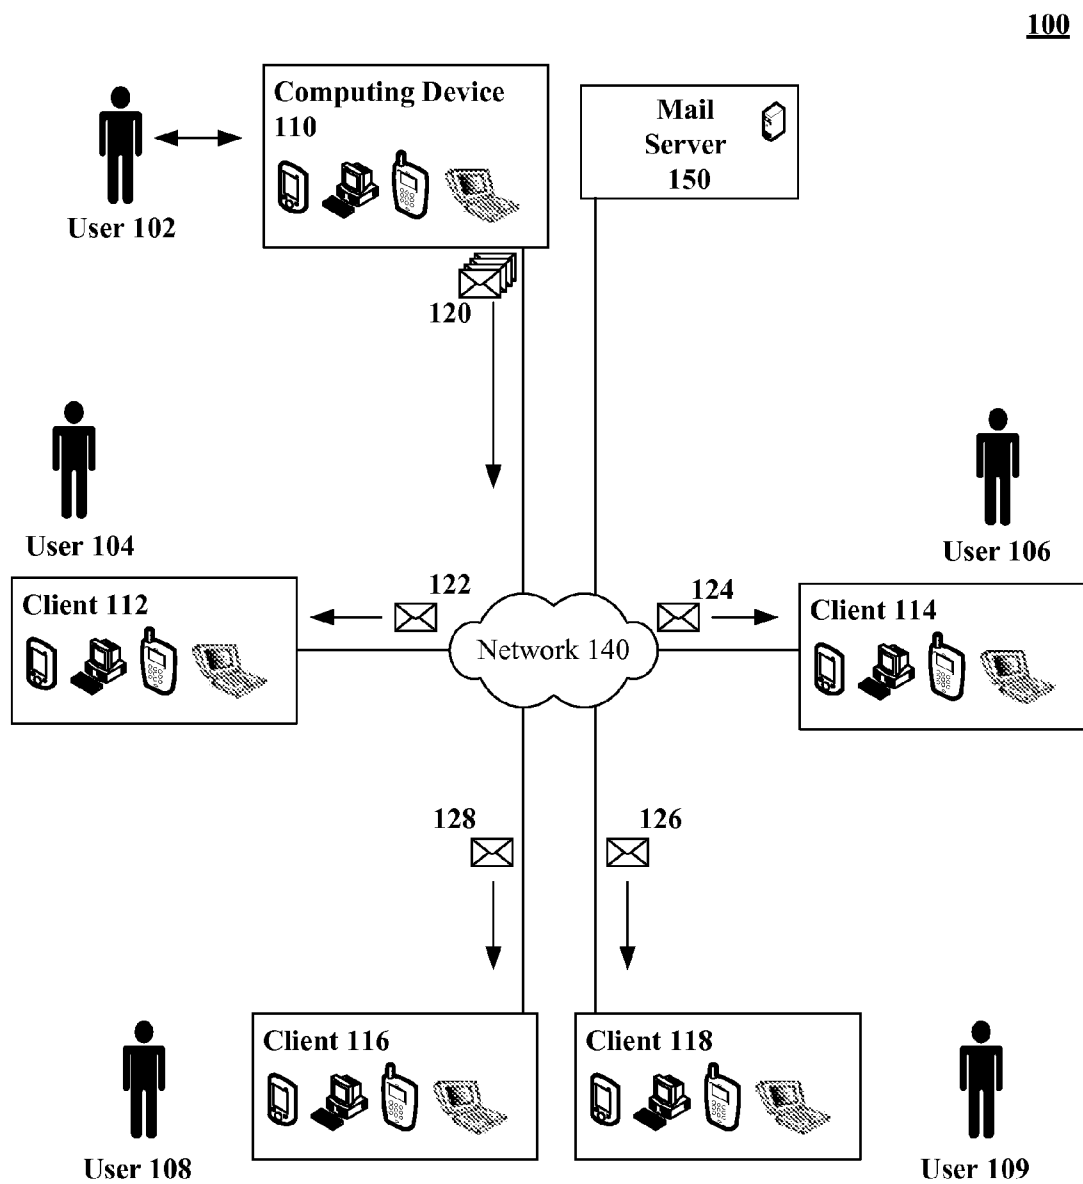 100
Computing Device
110
Mail
Server
150
User 102
120
User 104
User 106
122
124
Client 112
Client 114
Network 140
128
126
Client 116
Client 118
User 108
User 109